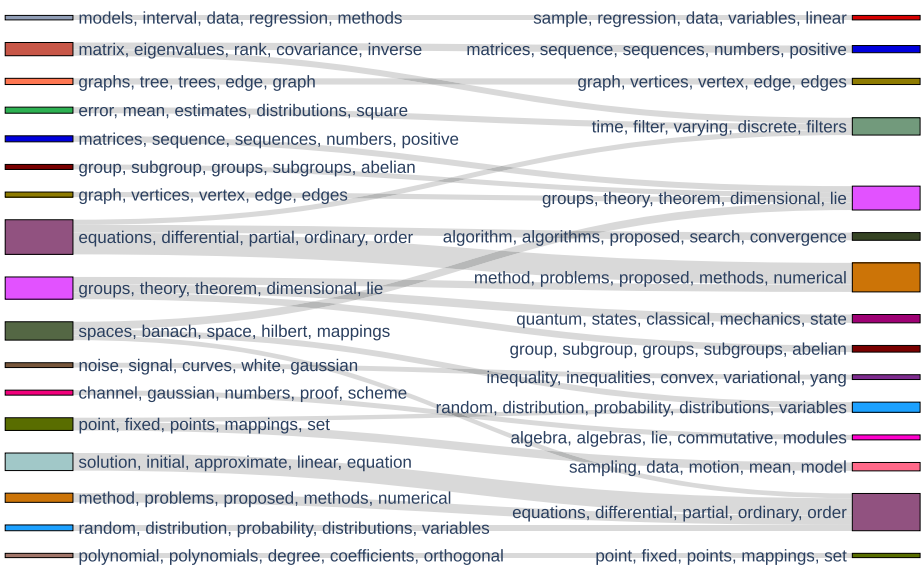 models, interval, data, regression, methods
matrix, eigenvalues, rank, covariance, inverse
graphs, tree, trees, edge, graph
error, mean, estimates, distributions, square
matrices, sequence, sequences, numbers, positive
group, subgroup, groups, subgroups, abelian
graph, vertices, vertex, edge, edges
equations, differential, partial, ordinary, order
groups, theory, theorem, dimensional, lie
spaces, banach, space, hilbert, mappings
noise, signal, curves, white, gaussian
channel, gaussian, numbers, proof, scheme
point, fixed, points, mappings, set
solution, initial, approximate, linear, equation
method, problems, proposed, methods, numerical
random, distribution, probability, distributions, variables
polynomial, polynomials, degree, coefficients, orthogonal
sample, regression, data, variables, linear
matrices, sequence, sequences, numbers, positive
graph, vertices, vertex, edge, edges
time, filter, varying, discrete, filters
groups, theory, theorem, dimensional, lie
algorithm, algorithms, proposed, search, convergence
method, problems, proposed, methods, numerical
quantum, states, classical, mechanics, state
group, subgroup, groups, subgroups, abelian
inequality, inequalities, convex, variational, yang
random, distribution, probability, distributions, variables
algebra, algebras, lie, commutative, modules
sampling, data, motion, mean, model
equations, differential, partial, ordinary, order
point, fixed, points, mappings, set